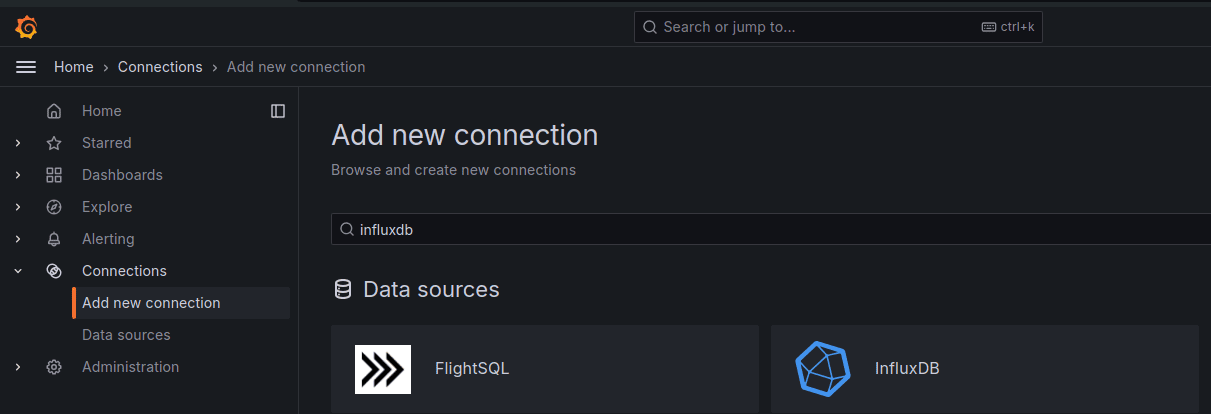 Search or jump to...
ctrl+k
Home › Connections › Add new connection
Home
Starred
Dashboards
Explore
Alerting
Connections
Add new connection
Data sources
Administration
Add new connection
Browse and create new connections
influxdb
Data sources
FlightSQL
InfluxDB